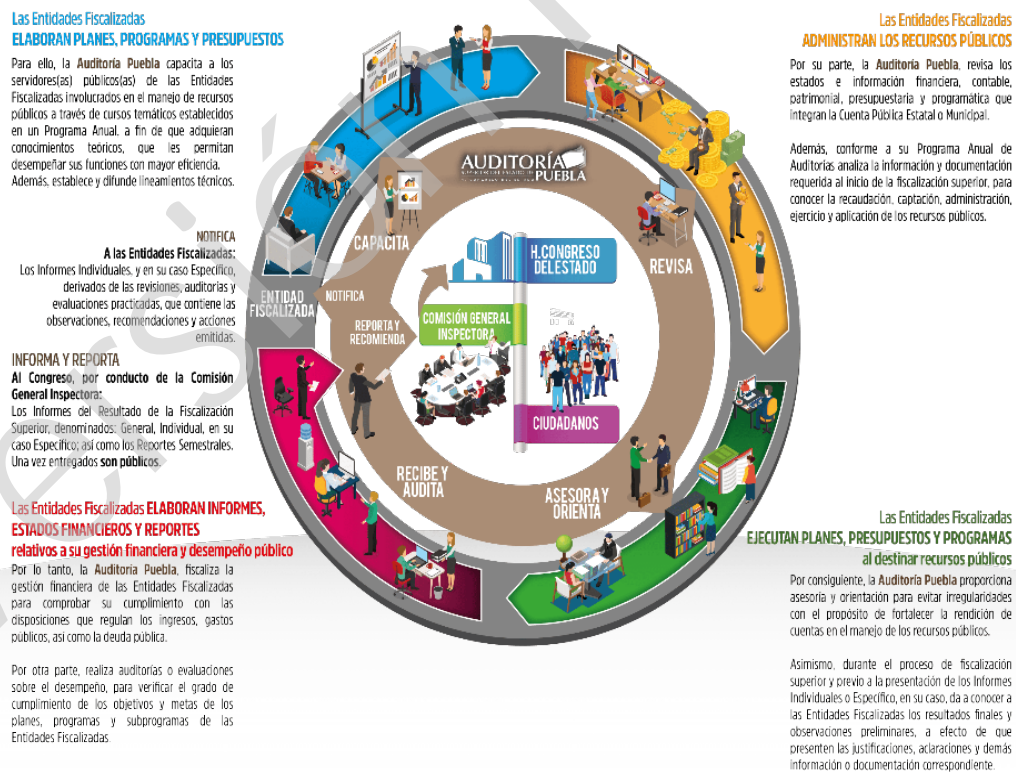 Las Entidades Fiscalizadas
ELABORAN PLANES, PROGRAMAS Y PRESUPUESTOS
Para ello, la Auditoría Puebla capacita a los
servidores(as) públicos(as) de las Entidades
Fiscalizadas involucrados en el manejo de recursos
públicos a través de cursos temáticos establecidos
en un Programa Anual, a fin de que adquieran
conocimientos teóricos, que les permitan
desempeñar sus funciones con mayor eficiencia.
Además, establece y difunde lineamientos técnicos.
NOTIFICA
A las Entidades Fiscalizadas:
Los Informes Individuales, y en su caso Específico,
derivados de las revisiones, auditorías y
evaluaciones practicadas, que contiene las
observaciones, recomendaciones y acciones
emitidas.
INFORMA Y REPORTA
Al Congreso, por conducto de la Comisión
General Inspectora:
Los Informes del Resultado de la Fiscalización
Superior, denominados: General, Individual, en su
caso Específico; así como los Reportes Semestrales.
Una vez entregados son públicos.
Las Entidades Fiscalizadas ELABORAN INFORMES,
ESTADOS FINANCIEROS Y REPORTES
relativos a su gestión financiera y desempeño público
Por lo tanto, la Auditoría Puebla, fiscaliza la
gestión financiera de las Entidades Fiscalizadas
para comprobar su cumplimiento con las
disposiciones que regulan los ingresos, gastos
públicos, así como la deuda pública.
Por otra parte, realiza auditorías o evaluaciones
sobre el desempeño, para verificar el grado de
cumplimiento de los objetivos y metas de los
planes, programas y subprogramas de las
Entidades Fiscalizadas.
AUDITORÍA
PUEBLA
CAPACITA
REVISA
H. CONGRESO
DEL ESTADO
ENTIDAD
FISCALIZADA
NOTIFICA
REPORTA Y
RECOMIENDA
COMISIÓN GENERAL
INSPECTORA
CIUDADANOS
RECIBE Y
AUDITA
ASESORA Y
ORIENTA
Las Entidades Fiscalizadas
ADMINISTRAN LOS RECURSOS PÚBLICOS
Por su parte, la Auditoría Puebla, revisa los
estados e información financiera, contable,
patrimonial, presupuestaria y programática que
integran la Cuenta Pública Estatal o Municipal.
Además, conforme a su Programa Anual de
Auditorías analiza la información y documentación
requerida al inicio de la fiscalización superior, para
conocer la recaudación, captación, administración,
ejercicio y aplicación de los recursos públicos.
Las Entidades Fiscalizadas
EJECUTAN PLANES, PRESUPUESTOS Y PROGRAMAS
al destinar recursos públicos
Por consiguiente, la Auditoría Puebla proporciona
asesoría y orientación para evitar irregularidades
con el propósito de fortalecer la rendición de
cuentas en el manejo de los recursos públicos.
Asimismo, durante el proceso de fiscalización
superior y previo a la presentación de los Informes
Individuales o Específico, en su caso, da a conocer a
las Entidades Fiscalizadas los resultados finales y
observaciones preliminares, a efecto de que
presenten las justificaciones, aclaraciones y demás
información o documentación correspondiente.